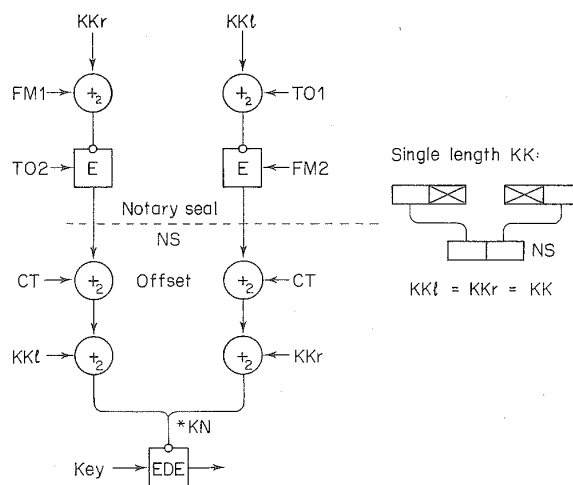 KKr KKl
FM1 +2 +2 TO1
TO2 E E FM2
Single length KK:
Notary seal
NS
NS
CT +2 Offset +2 CT
KKl = KKr = KK
KKl +2 +2 KKr
*KN
Key EDE